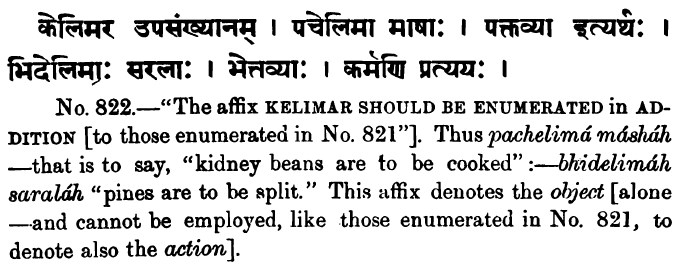 केलिमर उपसंख्यानम् । पचेलिमा माषाः । पक्तव्या इत्यर्थः ।
भिदेलिमाः सरलाः । भेत्तव्याः । कर्मणि प्रत्ययः ।
No. 822.—“The affix KELIMAR SHOULD BE ENUMERATED in AD-
DITION [to those enumerated in No. 821”]. Thus pachelimá másháh
—that is to say, “kidney beans are to be cooked” :—bhidelimáh
saraláh “pines are to be split.” This affix denotes the object [alone
—and cannot be employed, like those enumerated in No. 821, to
denote also the action].